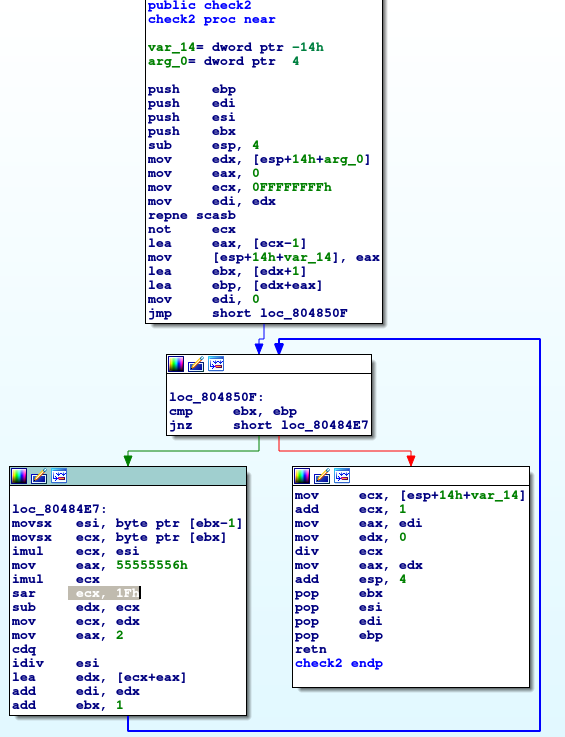 public check2
check2 proc near
var_14= dword ptr -14h
arg_0= dword ptr  4
push    ebp
push    edi
push    esi
push    ebx
sub     esp, 4
mov     edx, [esp+14h+arg_0]
mov     eax, 0
mov     ecx, 0FFFFFFFFh
mov     edi, edx
repne scasb
not     ecx
lea     eax, [ecx-1]
mov     [esp+14h+var_14], eax
lea     ebx, [edx+1]
lea     ebp, [edx+eax]
mov     edi, 0
jmp     short loc_804850F
loc_804850F:
cmp     ebx, ebp
jnz     short loc_80484E7
loc_80484E7:
movsx   esi, byte ptr [ebx-1]
movsx   ecx, byte ptr [ebx]
imul    ecx, esi
mov     eax, 55555556h
imul    ecx
sar     ecx, 1Fh
sub     edx, ecx
mov     ecx, edx
mov     eax, 2
cdq
idiv    esi
lea     edx, [ecx+eax]
add     edi, edx
add     ebx, 1
mov     ecx, [esp+14h+var_14]
add     ecx, 1
mov     eax, edi
mov     edx, 0
div     ecx
mov     eax, edx
add     esp, 4
pop     ebx
pop     esi
pop     edi
pop     ebp
retn
check2 endp